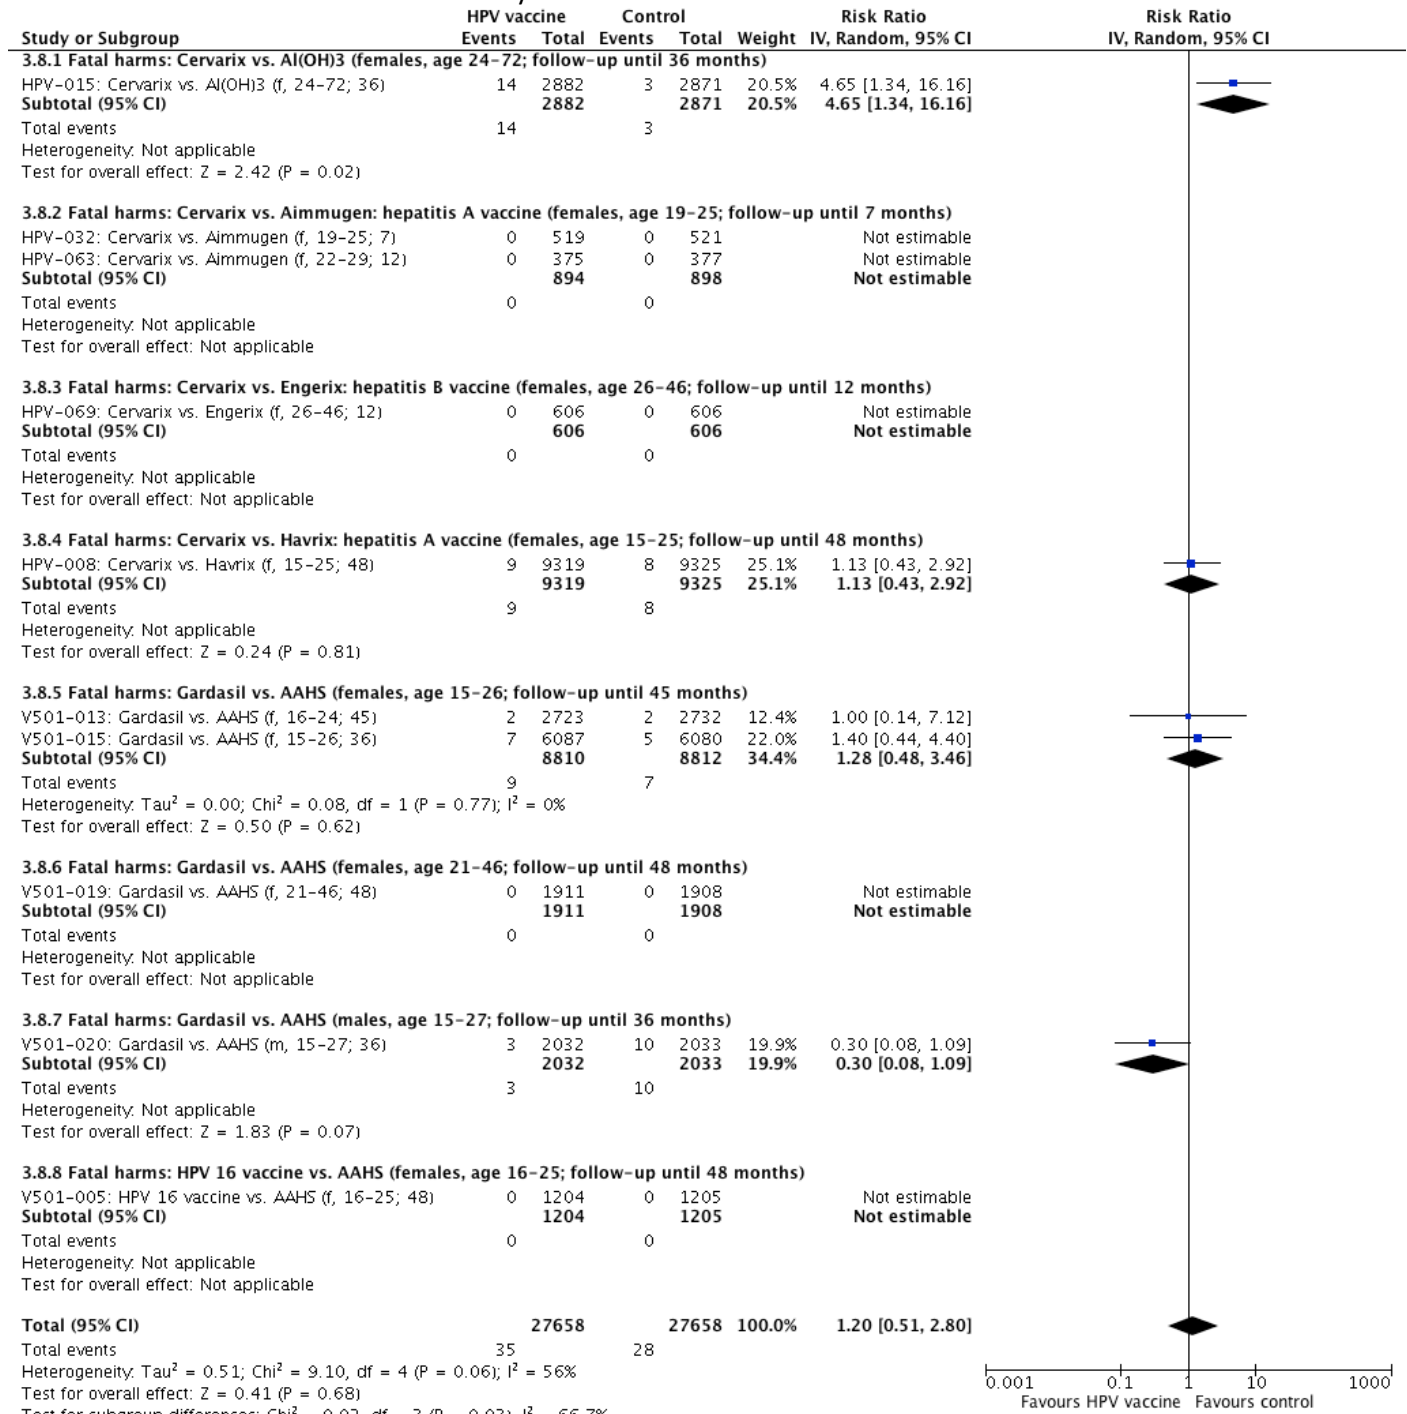 HPV vaccine Control Risk Ratio Risk Ratio
Study or Subgroup Events Total Events Total Weight IV, Random, 95% CI IV, Random, 95% CI
3.8.1 Fatal harms: Cervarix vs. Al(OH)3 (females, age 24-72; follow-up until 36 months)
HPV-015: Cervarix vs. Al(OH)3 (f, 24-72; 36) 14 2882 3 2871 20.5% 4.65 [1.34, 16.16]
Subtotal (95% CI) 2882 2871 20.5% 4.65 [1.34, 16.16]
Total events 14 3
Heterogeneity: Not applicable
Test for overall effect: Z = 2.42 (P = 0.02)
3.8.2 Fatal harms: Cervarix vs. Aimmugen: hepatitis A vaccine (females, age 19-25; follow-up until 7 months)
HPV-032: Cervarix vs. Aimmugen (f, 19-25; 7) 0 519 0 521 Not estimable
HPV-063: Cervarix vs. Aimmugen (f, 22-29; 12) 0 375 0 377 Not estimable
Subtotal (95% CI) 894 898 Not estimable
Total events 0 0
Heterogeneity: Not applicable
Test for overall effect: Not applicable
3.8.3 Fatal harms: Cervarix vs. Engerix: hepatitis B vaccine (females, age 26-46; follow-up until 12 months)
HPV-069: Cervarix vs. Engerix (f, 26-46; 12) 0 606 0 606 Not estimable
Subtotal (95% CI) 606 606 Not estimable
Total events 0 0
Heterogeneity: Not applicable
Test for overall effect: Not applicable
3.8.4 Fatal harms: Cervarix vs. Havrix: hepatitis A vaccine (females, age 15-25; follow-up until 48 months)
HPV-008: Cervarix vs. Havrix (f, 15-25; 48) 9 9319 8 9325 25.1% 1.13 [0.43, 2.92]
Subtotal (95% CI) 9319 9325 25.1% 1.13 [0.43, 2.92]
Total events 9 8
Heterogeneity: Not applicable
Test for overall effect: Z = 0.24 (P = 0.81)
3.8.5 Fatal harms: Gardasil vs. AAHS (females, age 15-26; follow-up until 45 months)
V501-013: Gardasil vs. AAHS (f, 16-24; 45) 2 2723 2 2732 12.4% 1.00 [0.14, 7.12]
V501-015: Gardasil vs. AAHS (f, 15-26; 36) 7 6087 5 6080 22.0% 1.40 [0.44, 4.40]
Subtotal (95% CI) 8810 8812 34.4% 1.28 [0.48, 3.46]
Total events 9 7
Heterogeneity: Tau² = 0.00; Chi² = 0.08, df = 1 (P = 0.77); I² = 0%
Test for overall effect: Z = 0.50 (P = 0.62)
3.8.6 Fatal harms: Gardasil vs. AAHS (females, age 21-46; follow-up until 48 months)
V501-019: Gardasil vs. AAHS (f, 21-46; 48) 0 1911 0 1908 Not estimable
Subtotal (95% CI) 1911 1908 Not estimable
Total events 0 0
Heterogeneity: Not applicable
Test for overall effect: Not applicable
3.8.7 Fatal harms: Gardasil vs. AAHS (males, age 15-27; follow-up until 36 months)
V501-020: Gardasil vs. AAHS (m, 15-27; 36) 3 2032 10 2033 19.9% 0.30 [0.08, 1.09]
Subtotal (95% CI) 2032 2033 19.9% 0.30 [0.08, 1.09]
Total events 3 10
Heterogeneity: Not applicable
Test for overall effect: Z = 1.83 (P = 0.07)
3.8.8 Fatal harms: HPV 16 vaccine vs. AAHS (females, age 16-25; follow-up until 48 months)
V501-005: HPV 16 vaccine vs. AAHS (f, 16-25; 48) 0 1204 0 1205 Not estimable
Subtotal (95% CI) 1204 1205 Not estimable
Total events 0 0
Heterogeneity: Not applicable
Test for overall effect: Not applicable
Total (95% CI) 27658 27658 100.0% 1.20 [0.51, 2.80]
Total events 35 28
Heterogeneity: Tau² = 0.51; Chi² = 9.10, df = 4 (P = 0.06); I² = 56%
Test for overall effect: Z = 0.41 (P = 0.68)
0.001 0.1 1 10 1000
Favours HPV vaccine Favours control
Test for subgroup differences: Chi²